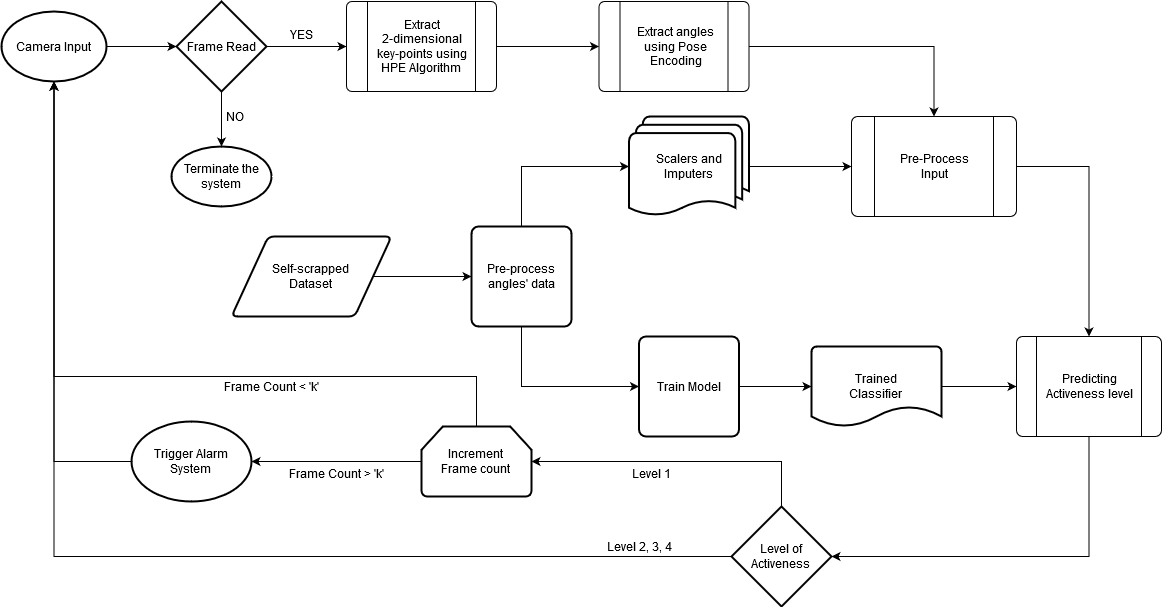 Camera Input
Frame Read
YES
Extract
2-dimensional
key-points using
HPE Algorithm
Extract angles
using Pose
Encoding
NO
Terminate the
system
Scalers and
Imputers
Pre-Process
Input
Self-scrapped
Dataset
Pre-process
angles' data
Train Model
Trained
Classifier
Predicting
Activeness level
Frame Count < 'k'
Trigger Alarm
System
Frame Count > 'k'
Increment
Frame count
Level 1
Level 2, 3, 4
Level of
Activeness